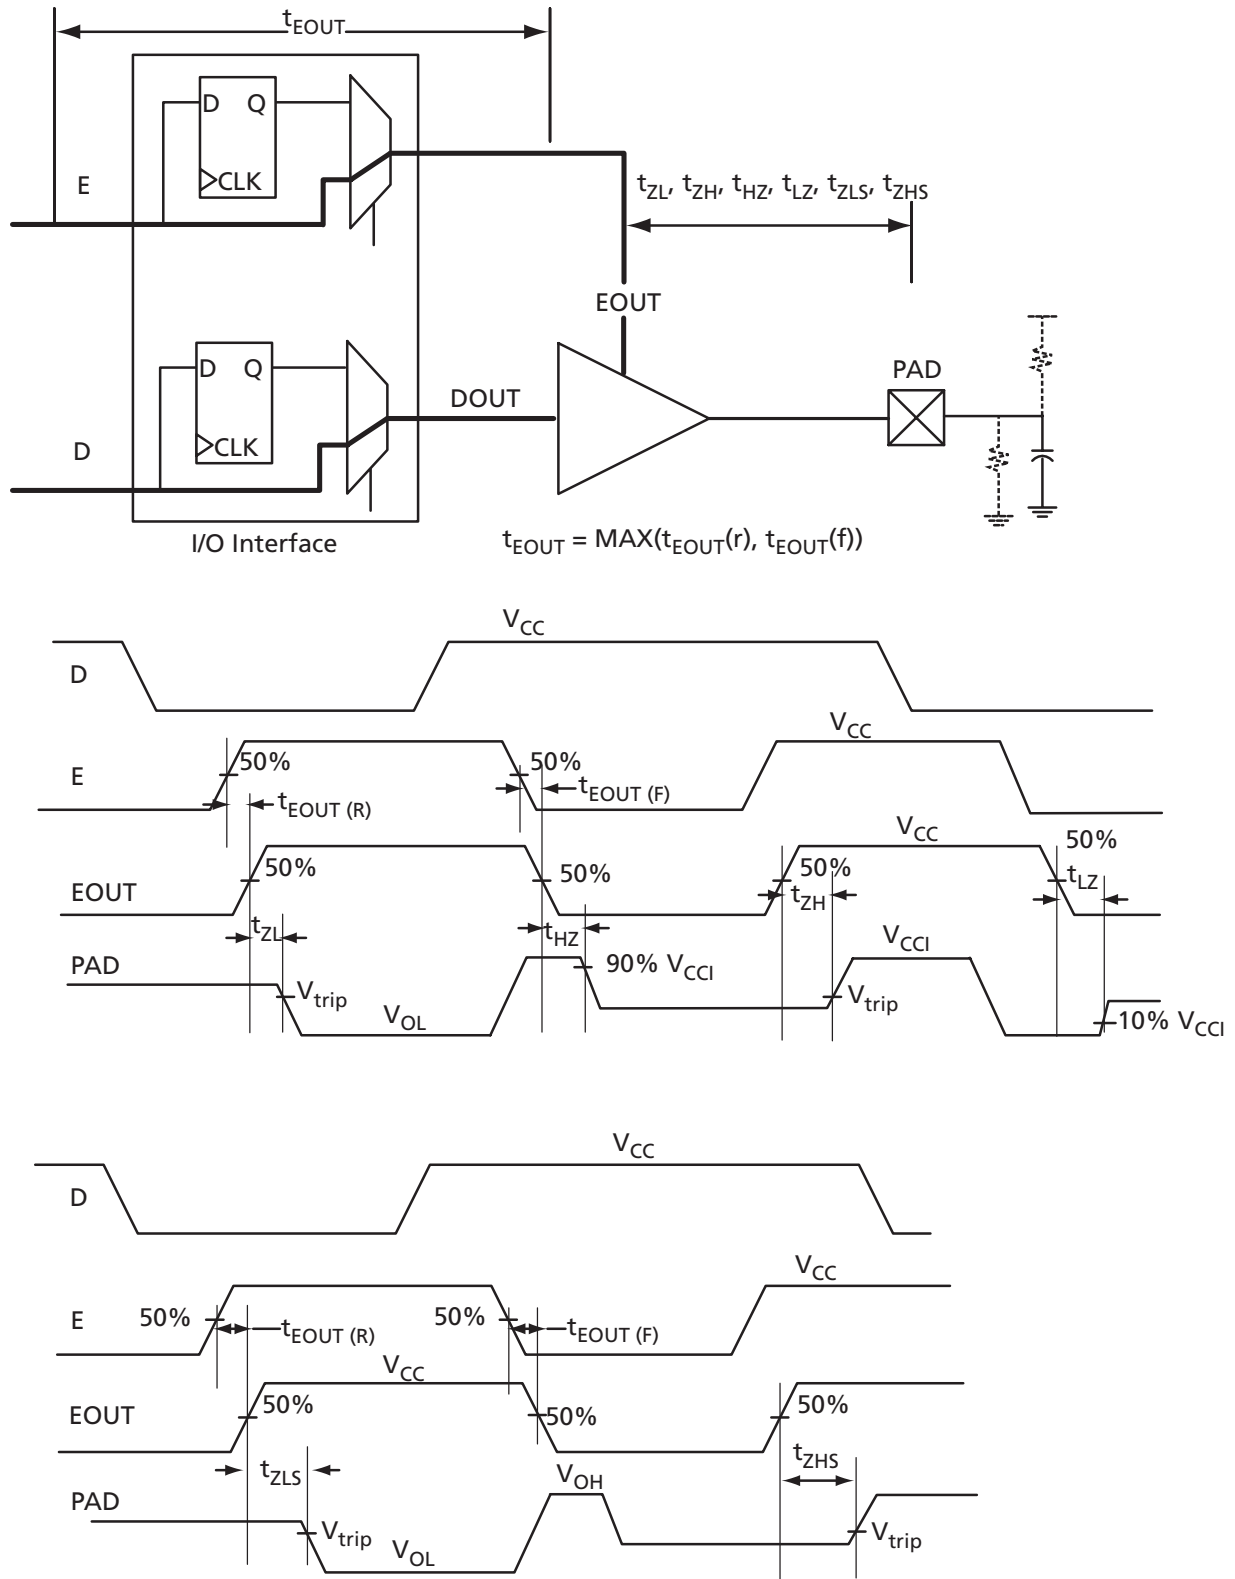 tEOUT
D Q
CLK
E
tZL, tZH, tHZ, tLZ, tZLS, tZHS
EOUT
D Q
CLK
DOUT
PAD
D
I/O Interface
tEOUT = MAX(tEOUT(r), tEOUT(f))
VCC
D
VCC
E
50%
50%
tEOUT (R)
tEOUT (F)
VCC
50%
EOUT
50%
50%
50%
tZL
tHZ
tZH
tLZ
PAD
VCCI
90% VCCI
Vtrip
Vtrip
VOL
10% VCCI
VCC
D
VCC
E
50%
50%
tEOUT (R)
tEOUT (F)
VCC
EOUT
50%
50%
50%
tZLS
VOH
tZHS
PAD
Vtrip
Vtrip
VOL